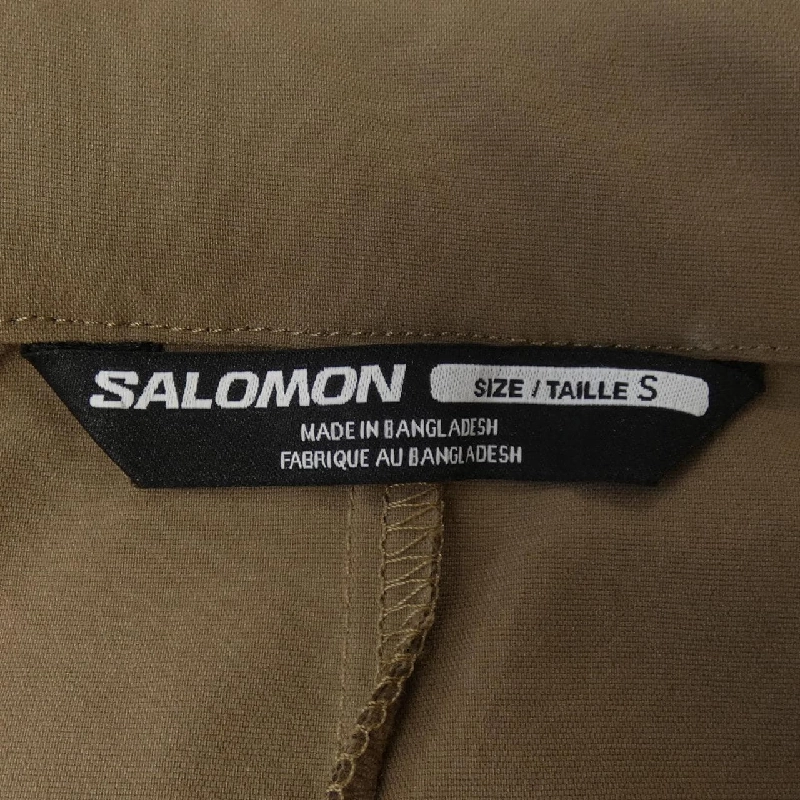 SALOMON SIZE / TAILLE S
MADE IN BANGLADESH
FABRIQUE AU BANGLADESH